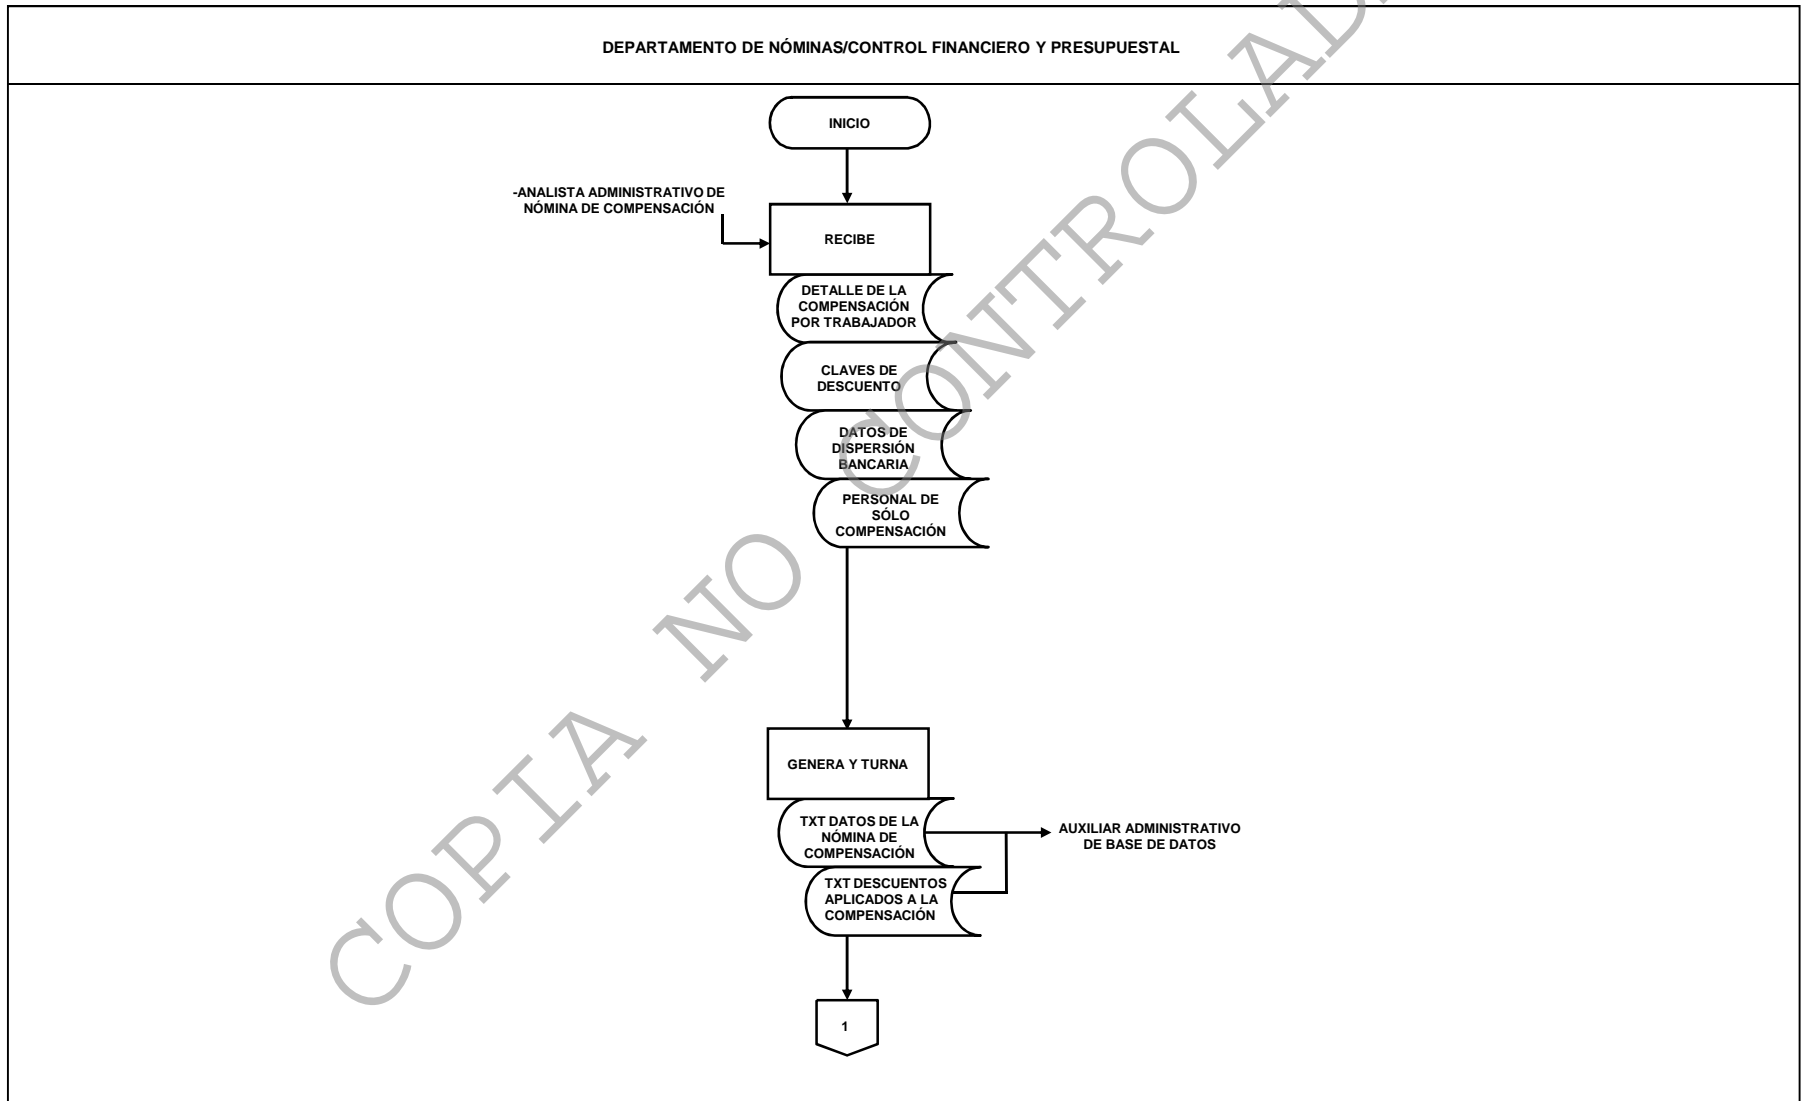 DEPARTAMENTO DE NÓMINAS/CONTROL FINANCIERO Y PRESUPUESTAL
INICIO
-ANALISTA ADMINISTRATIVO DE
NÓMINA DE COMPENSACIÓN
RECIBE
DETALLE DE LA
COMPENSACIÓN
POR TRABAJADOR
CLAVES DE
DESCUENTO
DATOS DE
DISPERSIÓN
BANCARIA
PERSONAL DE
SÓLO
COMPENSACIÓN
GENERA Y TURNA
TXT DATOS DE LA
NÓMINA DE
COMPENSACIÓN
AUXILIAR ADMINISTRATIVO
DE BASE DE DATOS
TXT DESCUENTOS
APLICADOS A LA
COMPENSACIÓN
1
COPIA NO CONTROLAD